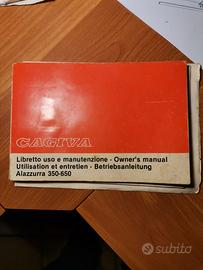 CAGIVA
Libretto uso e manutenzione - Owner's manual
Utilisation et entretien - Betriebsanleitung
Alazzurra 350-650
subito